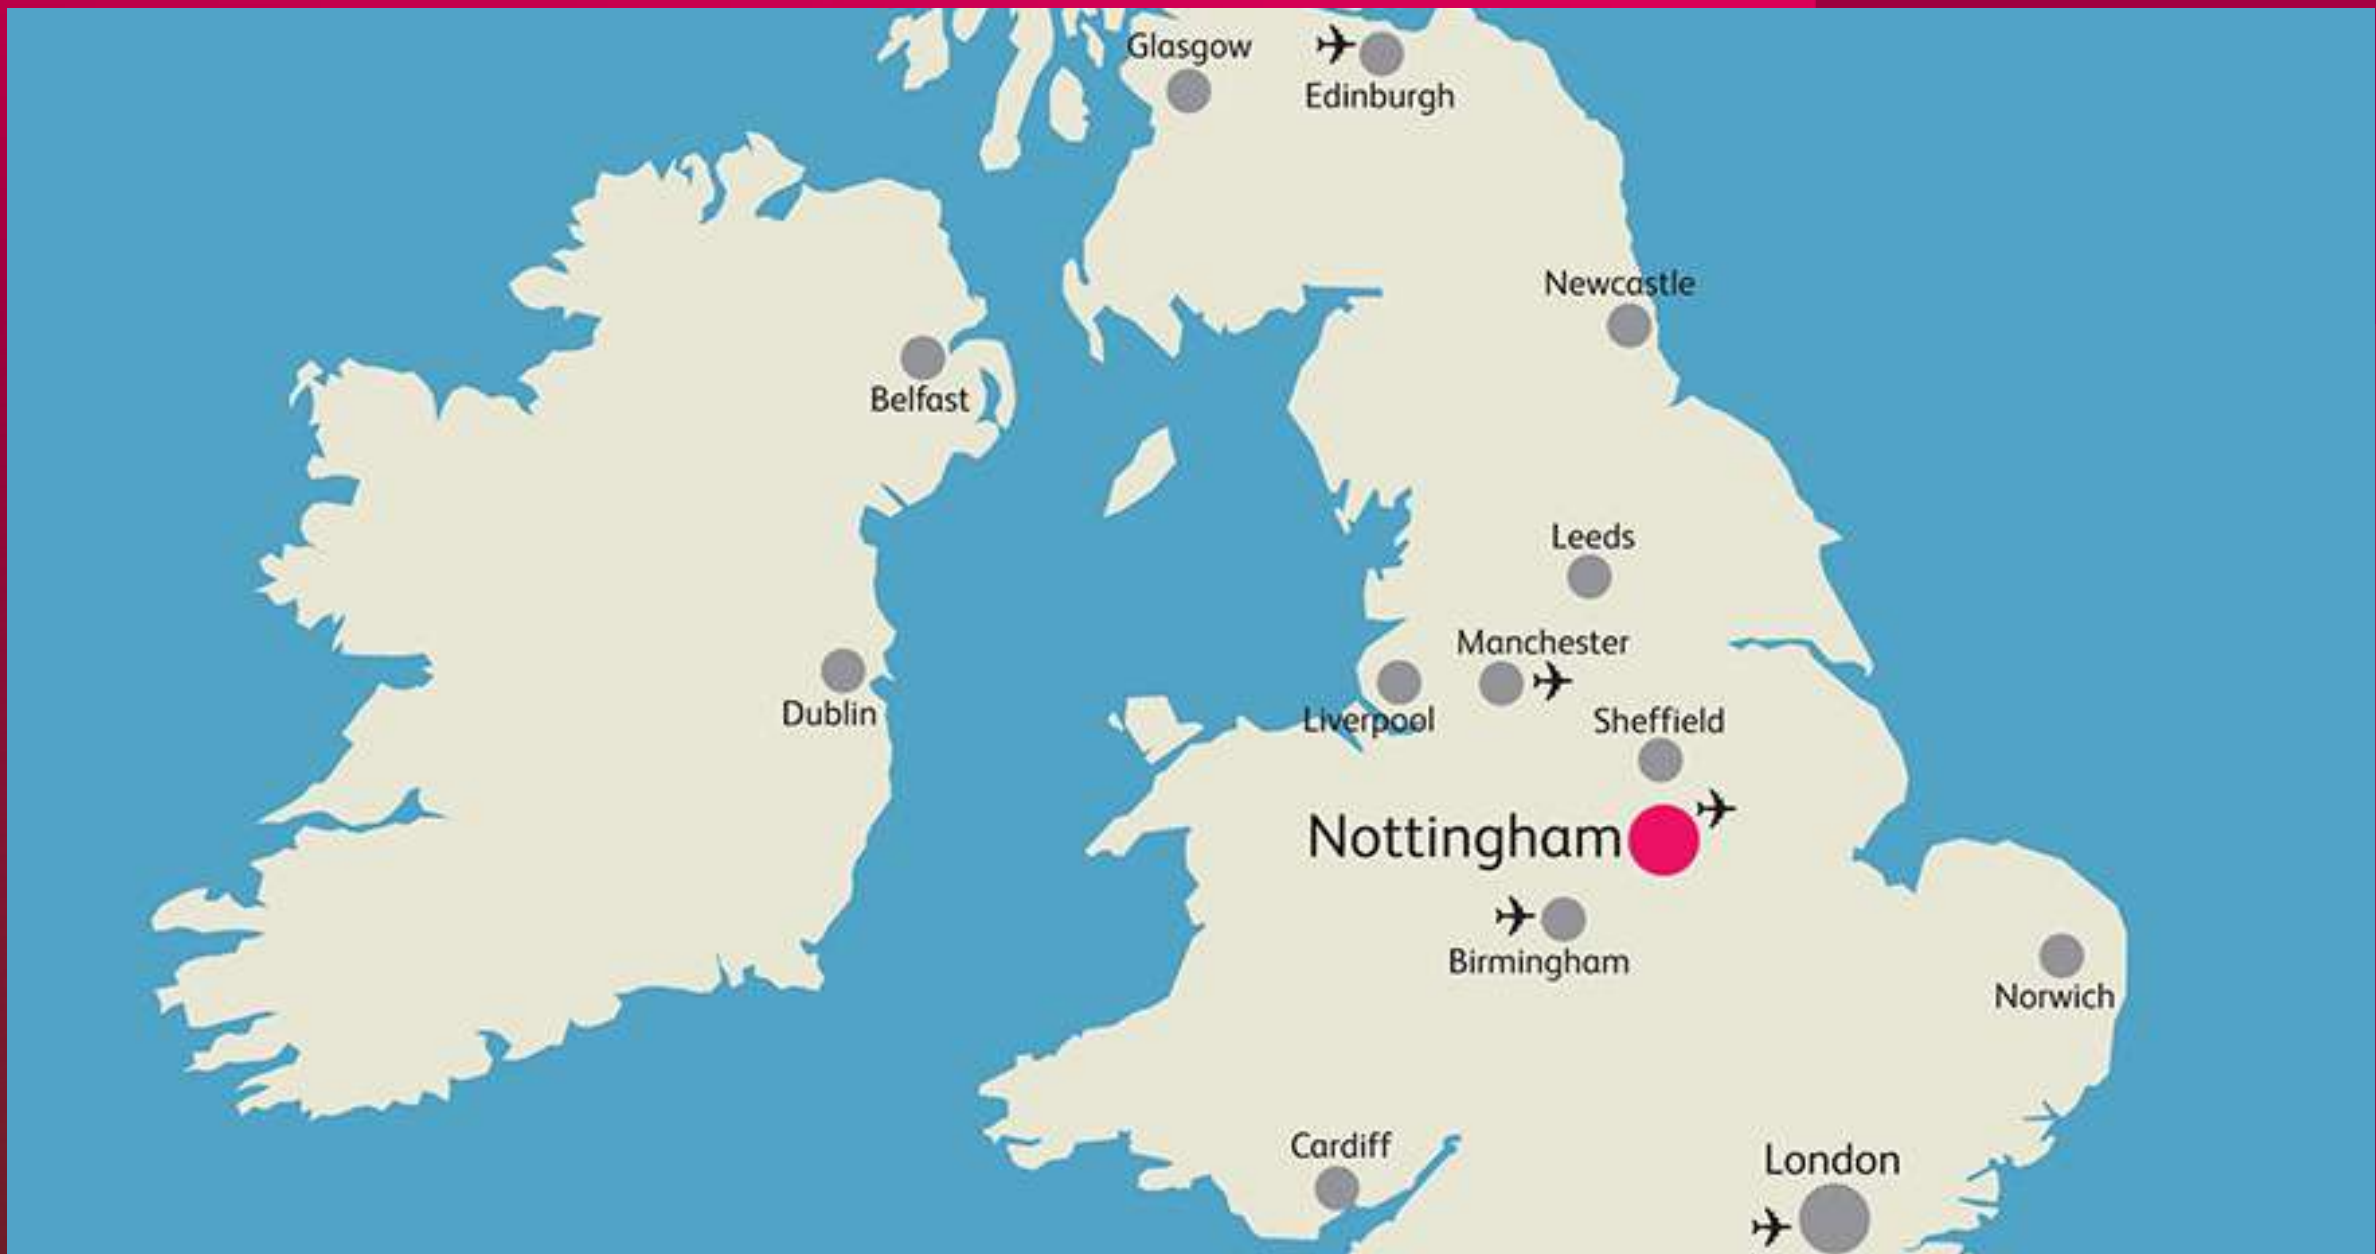 Glasgow
Edinburgh
Newcastle
Belfast
Leeds
Manchester
Dublin
Liverpool
Sheffield
Nottingham
Birmingham
Norwich
Cardiff
London